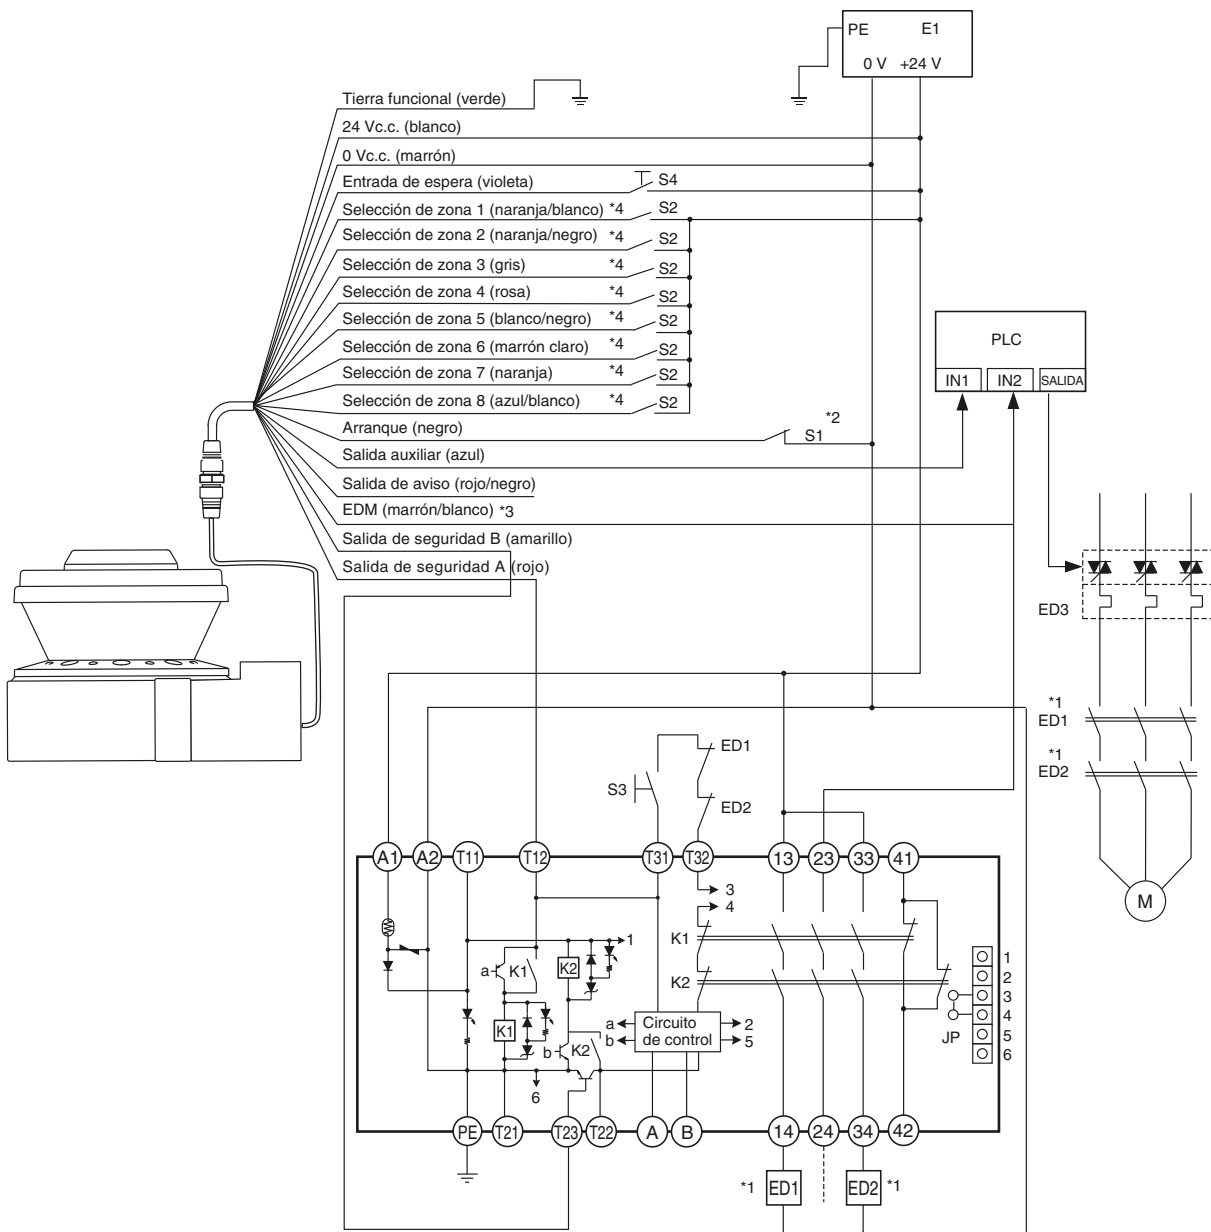 PE E1
0 V +24 V
Tierra funcional (verde)
24 Vc.c. (blanco)
0 Vc.c. (marrón)
Entrada de espera (violeta) S4
Selección de zona 1 (naranja/blanco) *4 S2
Selección de zona 2 (naranja/negro) *4 S2
Selección de zona 3 (gris) *4 S2
Selección de zona 4 (rosa) *4 S2
Selección de zona 5 (blanco/negro) *4 S2
Selección de zona 6 (marrón claro) *4 S2
Selección de zona 7 (naranja) *4 S2
Selección de zona 8 (azul/blanco) *4 S2
Arranque (negro) S1 *2
Salida auxiliar (azul)
Salida de aviso (rojo/negro)
EDM (marrón/blanco) *3
Salida de seguridad B (amarillo)
Salida de seguridad A (rojo)
PLC
IN1 IN2 SALIDA
ED3
*1
ED1
*1
ED2
M
ED1
S3
ED2
A1 A2 T11 T12 T31 T32 13 23 33 41
3
4
1
K1
a K1 K2
K2
1
2
3
4
5
6
JP
K1
b K2
a Circuito 2
b de control 5
6
PE T21 T23 T22 A B 14 24 34 42
*1 ED1 ED2 *1